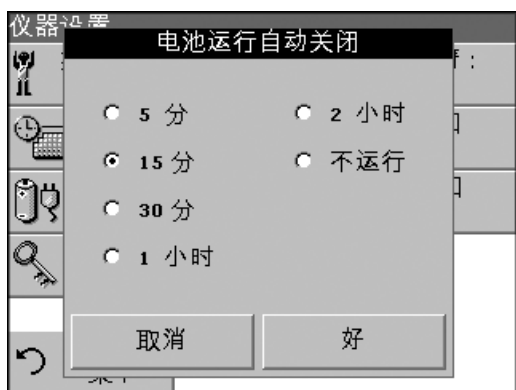 仪器设置
电池运行自动关闭
5 分
2 小时
15 分
不运行
30 分
1 小时
取消
好